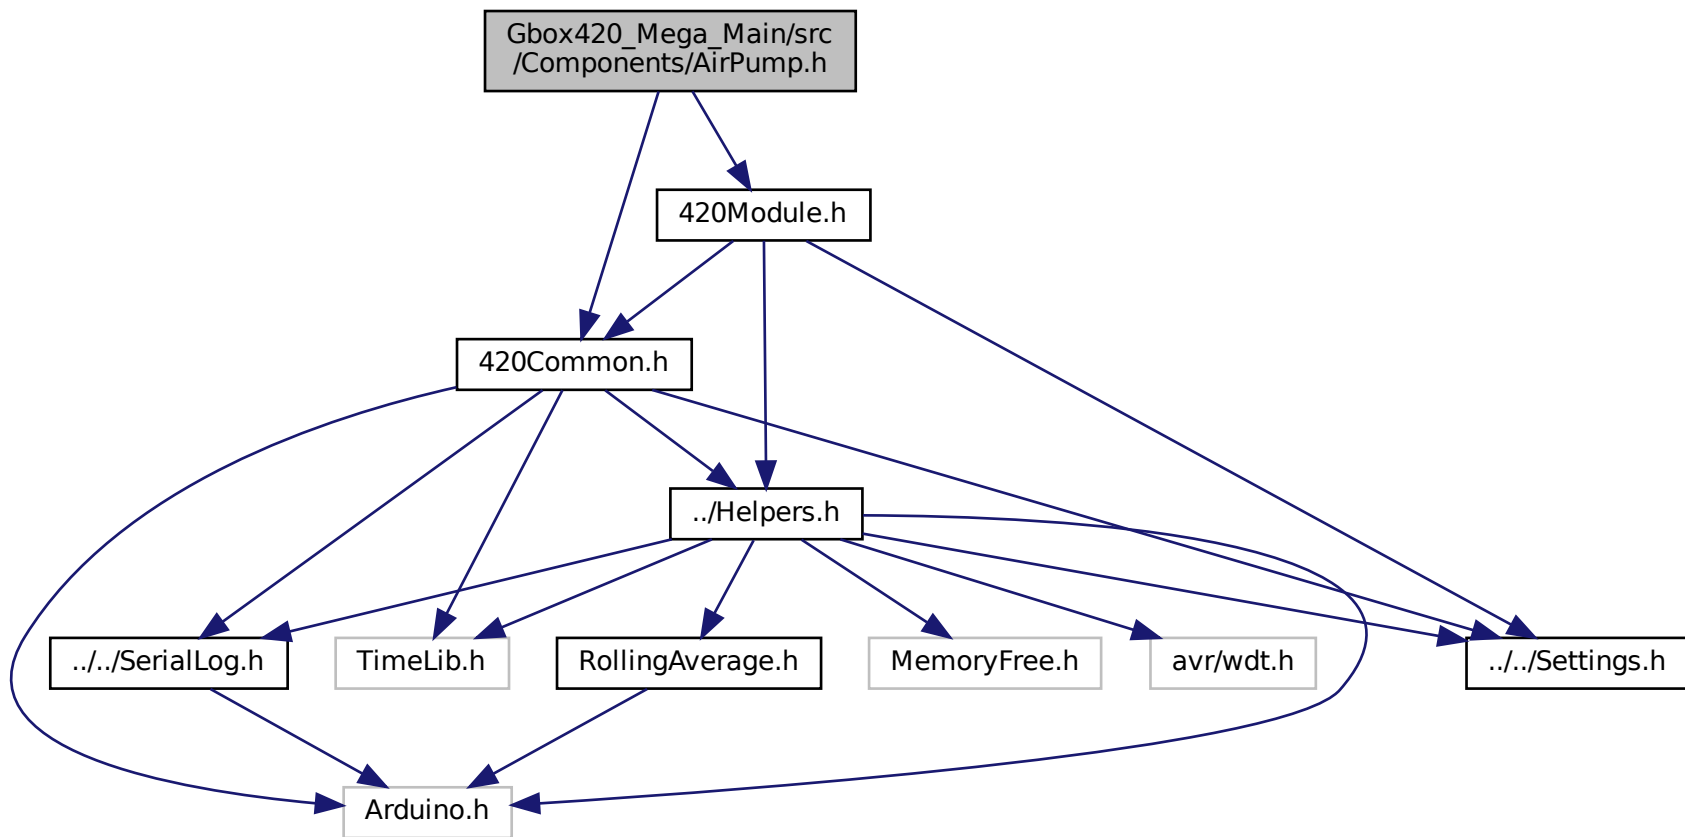 Gbox420_Mega_Main/src
/Components/AirPump.h
420Module.h
420Common.h
../Helpers.h
../../SerialLog.h
TimeLib.h
RollingAverage.h
MemoryFree.h
avr/wdt.h
../../Settings.h
Arduino.h